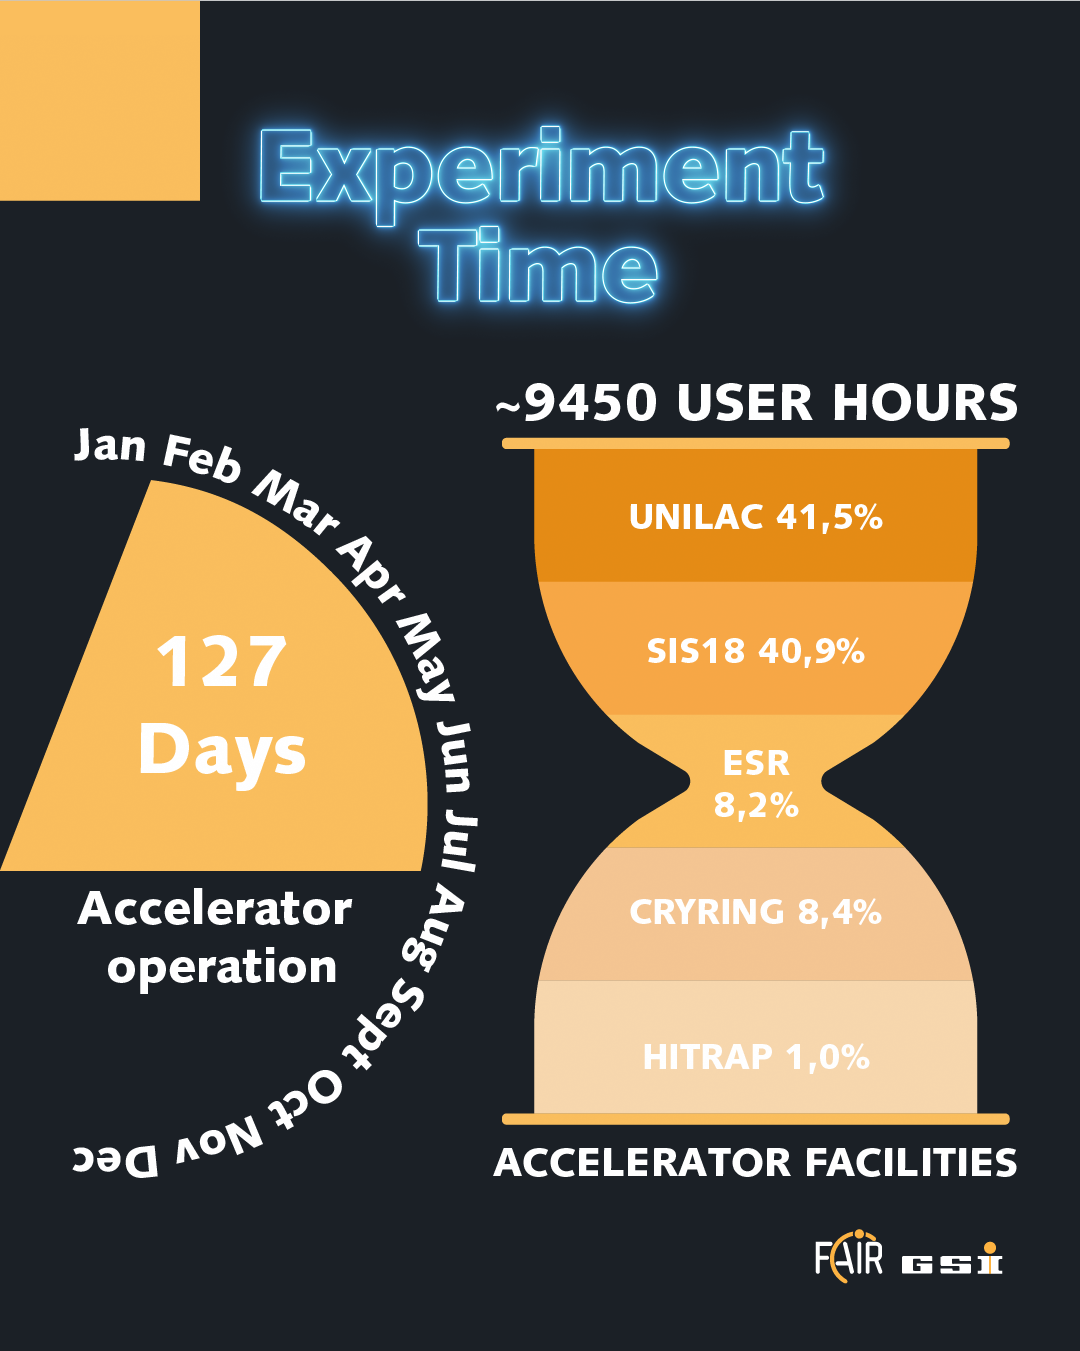 Experiment
Time
Jan Feb Mar Apr May Jun Jul Aug Sept Oct Nov Dec
127
Days
Accelerator
operation
~9450 USER HOURS
UNILAC 41,5%
SIS18 40,9%
ESR
8,2%
CRYRING 8,4%
HITRAP 1,0%
ACCELERATOR FACILITIES
FAIR GSI